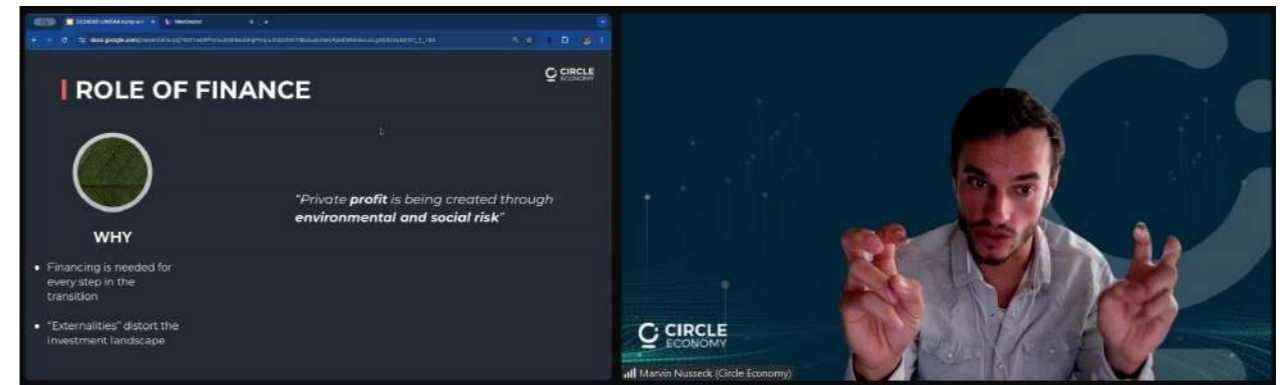 NewsReader
ROLE OF FINANCE
CIRCLE
ECONOMY
"Private profit is being created through
environmental and social risk"
WHY
• Financing is needed for
every step in the
transition
• "Externalities" distort the
investment landscape
CIRCLE
ECONOMY
Marvin Nusseck (Circle Economy)